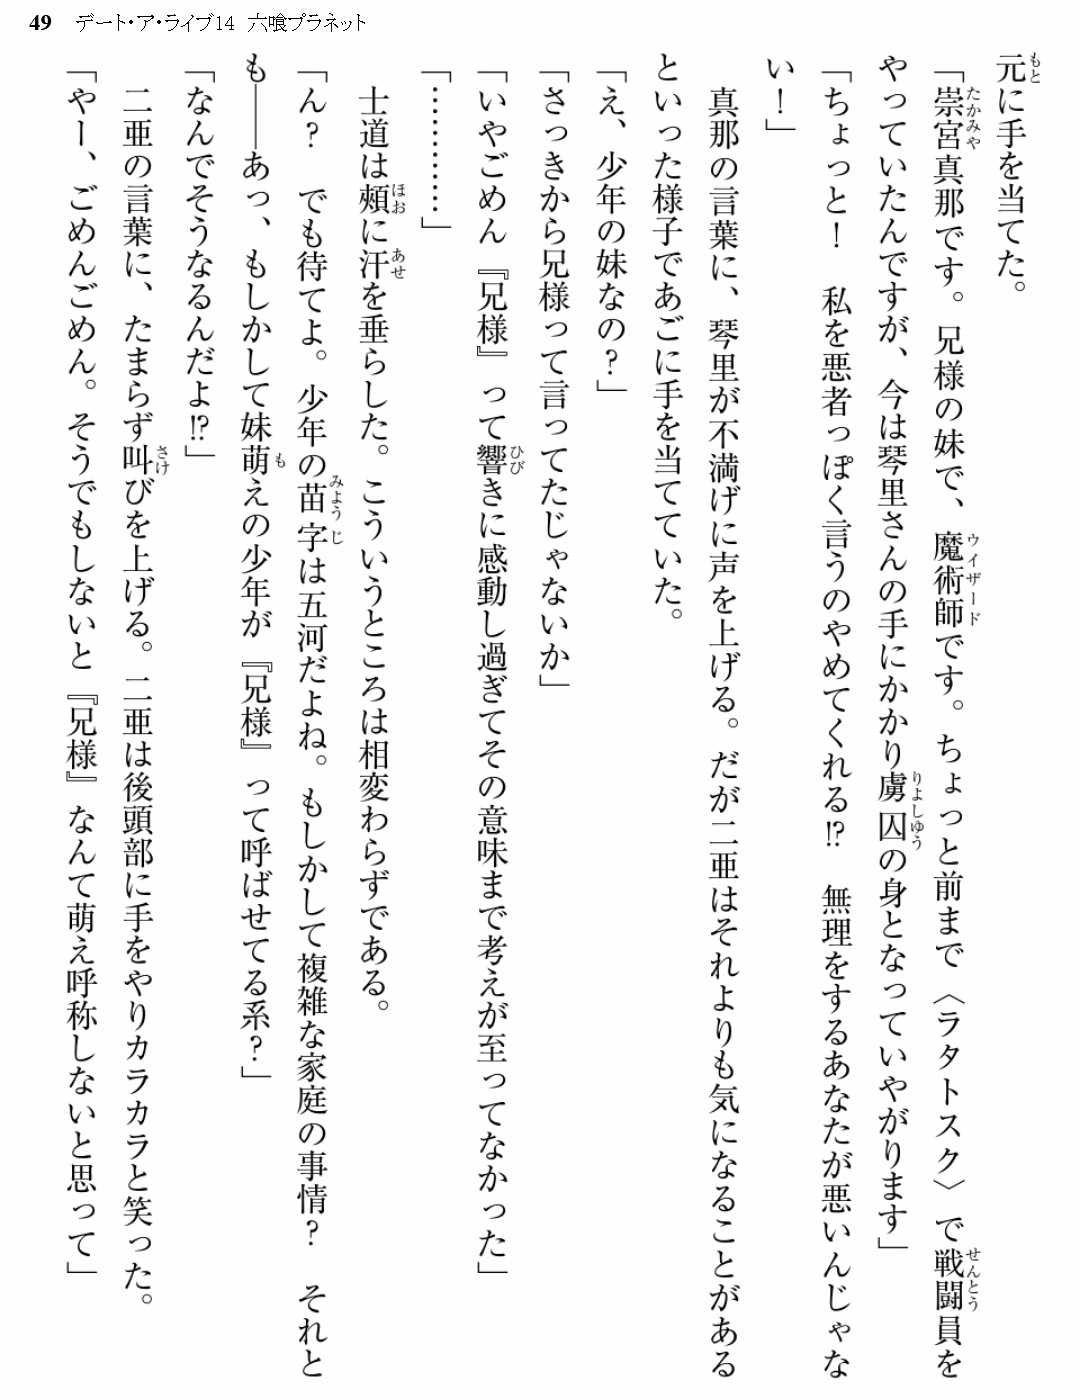 49 デート・ア・ライブ14 六喰プラネット
元に手を当てた。
「崇宮真那です。兄様の妹で、魔術師です。ちょっと前まで〈ラタトスク〉で戦闘員を
やっていたんですが、今は琴里さんの手にかかり虜囚の身となっていやがります」
「ちょっと！　私を悪者っぽく言うのやめてくれる⁉　無理をするあなたが悪いんじゃな
い！」
　真那の言葉に、琴里が不満げに声を上げる。だが二亜はそれよりも気になることがある
といった様子であごに手を当てていた。
「え、少年の妹なの？」
「さっきから兄様って言ってたじゃないか」
「いやごめん『兄様』って響きに感動し過ぎてその意味まで考えが至ってなかった」
「…………」
　士道は頰に汗を垂らした。こういうところは相変わらずである。
「ん？　でも待てよ。少年の苗字は五河だよね。もしかして複雑な家庭の事情？　それと
も――あっ、もしかして妹萌えの少年が『兄様』って呼ばせてる系？」
「なんでそうなるんだよ⁉」
　二亜の言葉に、たまらず叫びを上げる。二亜は後頭部に手をやりカラカラと笑った。
「やー、ごめんごめん。そうでもしないと『兄様』なんて萌え呼称しないと思って」